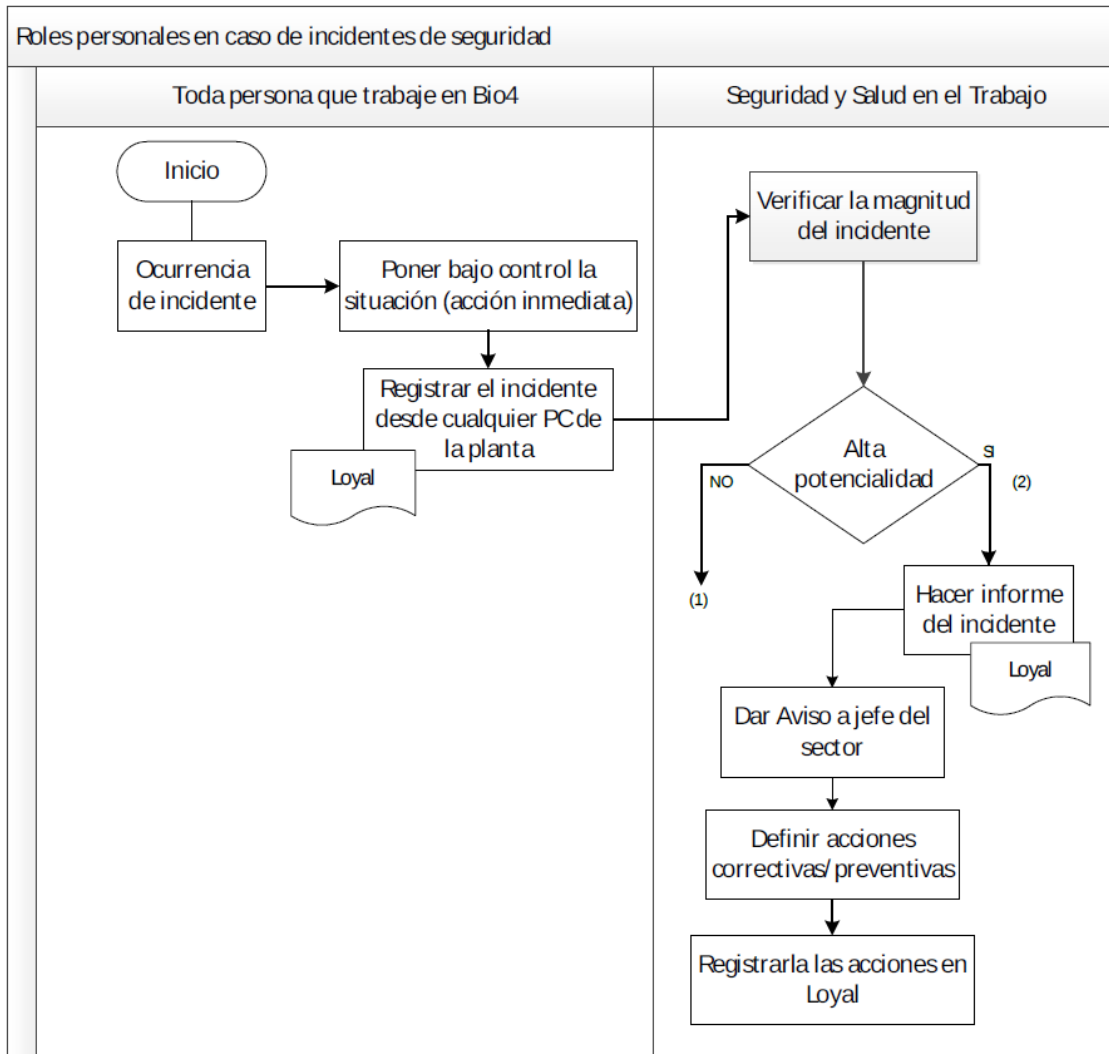 Roles personales en caso de incidentes de seguridad
Toda persona que trabaje en Bio4
Seguridad y Salud en el Trabajo
Inicio
Ocurrencia
de incidente
Poner bajo control la
situación (acción inmediata)
Registrar el incidente
desde cualquier PC de
la planta
Loyal
Verificar la magnitud
del incidente
Alta
potencialidad
NO
(1)
SI
(2)
Hacer informe
del incidente
Loyal
Dar Aviso a jefe del
sector
Definir acciones
correctivas/ preventivas
Registrarla las acciones en
Loyal